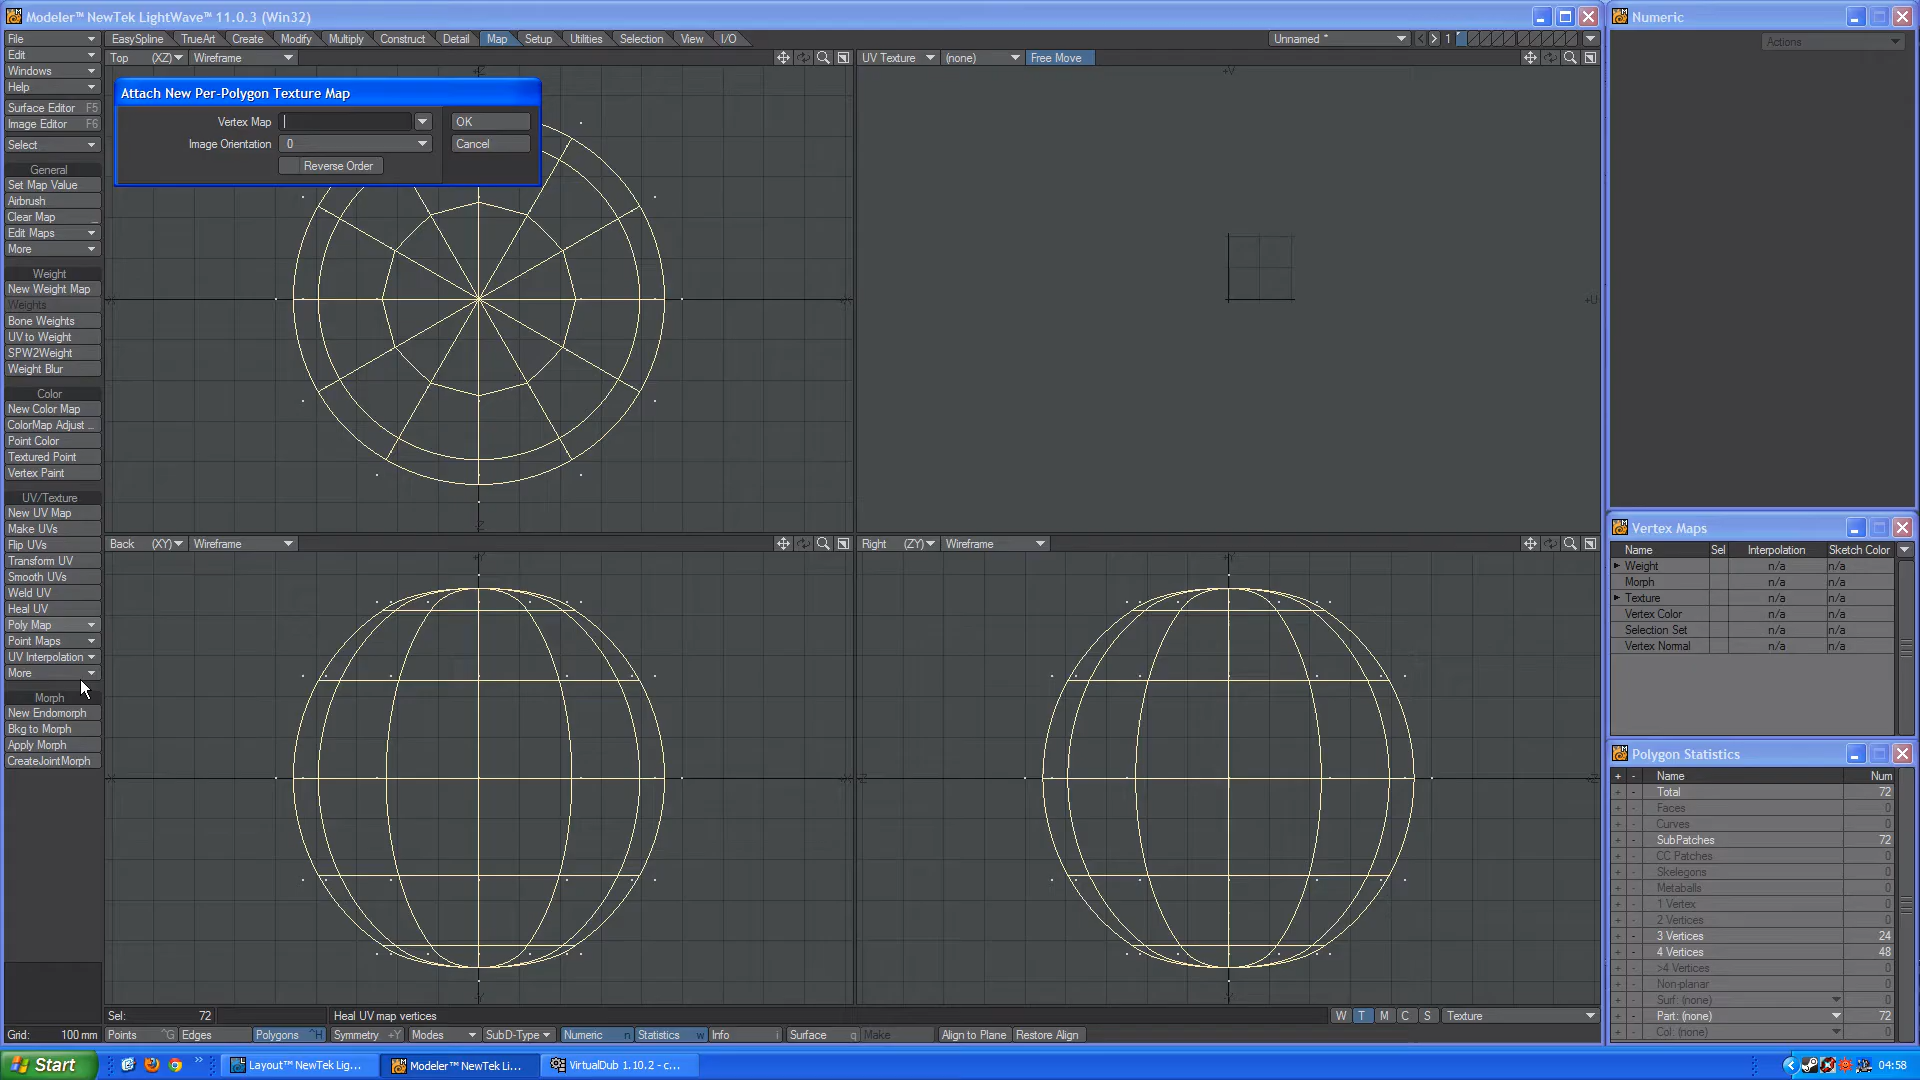 Modeler™ NewTek LightWave™ 11.0.3 (Win32)
Numeric
File
EasySpline TrueArt Create Modify Multiply Construct Detail Map Setup Utilities Selection View I/O
Unnamed * 1
Actions
Edit
Windows
Help
Top (XZ) Wireframe
UV Texture (none) Free Move
Surface Editor F5
Image Editor F6
Select
Attach New Per-Polygon Texture Map
Vertex Map
OK
Image Orientation 0
Cancel
Reverse Order
General
Set Map Value
Airbrush
Clear Map _
Edit Maps
More
Weight
New Weight Map
Weights
Bone Weights
UV to Weight
SPW2Weight
Weight Blur
Color
New Color Map
ColorMap Adjust ...
Point Color
Textured Point
Vertex Paint
UV/Texture
New UV Map
Make UVs
Flip UVs
Transform UV
Smooth UVs
Weld UV
Heal UV
Poly Map
Point Maps
UV Interpolation
More
Morph
New Endomorph
Bkg to Morph
Apply Morph
CreateJointMorph
Back (XY) Wireframe
Right (ZY) Wireframe
Vertex Maps
Name Sel Interpolation Sketch Color
Weight n/a n/a
Morph n/a n/a
Texture n/a n/a
Vertex Color n/a n/a
Selection Set n/a n/a
Vertex Normal n/a n/a
Polygon Statistics
+ - Name Num
+ - Total 72
+ - Faces 0
+ - Curves 0
+ - SubPatches 72
+ - CC Patches 0
+ - Skelegons 0
+ - Metaballs 0
+ - 1 Vertex 0
+ - 2 Vertices 0
+ - 3 Vertices 24
+ - 4 Vertices 48
+ - >4 Vertices 0
+ - Non-planar 0
+ - Surf: (none) 0
+ - Part: (none) 72
+ - Col: (none) 0
Sel: 72
Heal UV map vertices
W T M C S Texture
Grid: 100 mm
Points ^G Edges Polygons ^H Symmetry +Y Modes SubD-Type Numeric n Statistics w Info i Surface q Make Align to Plane Restore Align
Start
Layout™ NewTek Lig...
Modeler™ NewTek Li...
VirtualDub 1.10.2 - c...
04:58